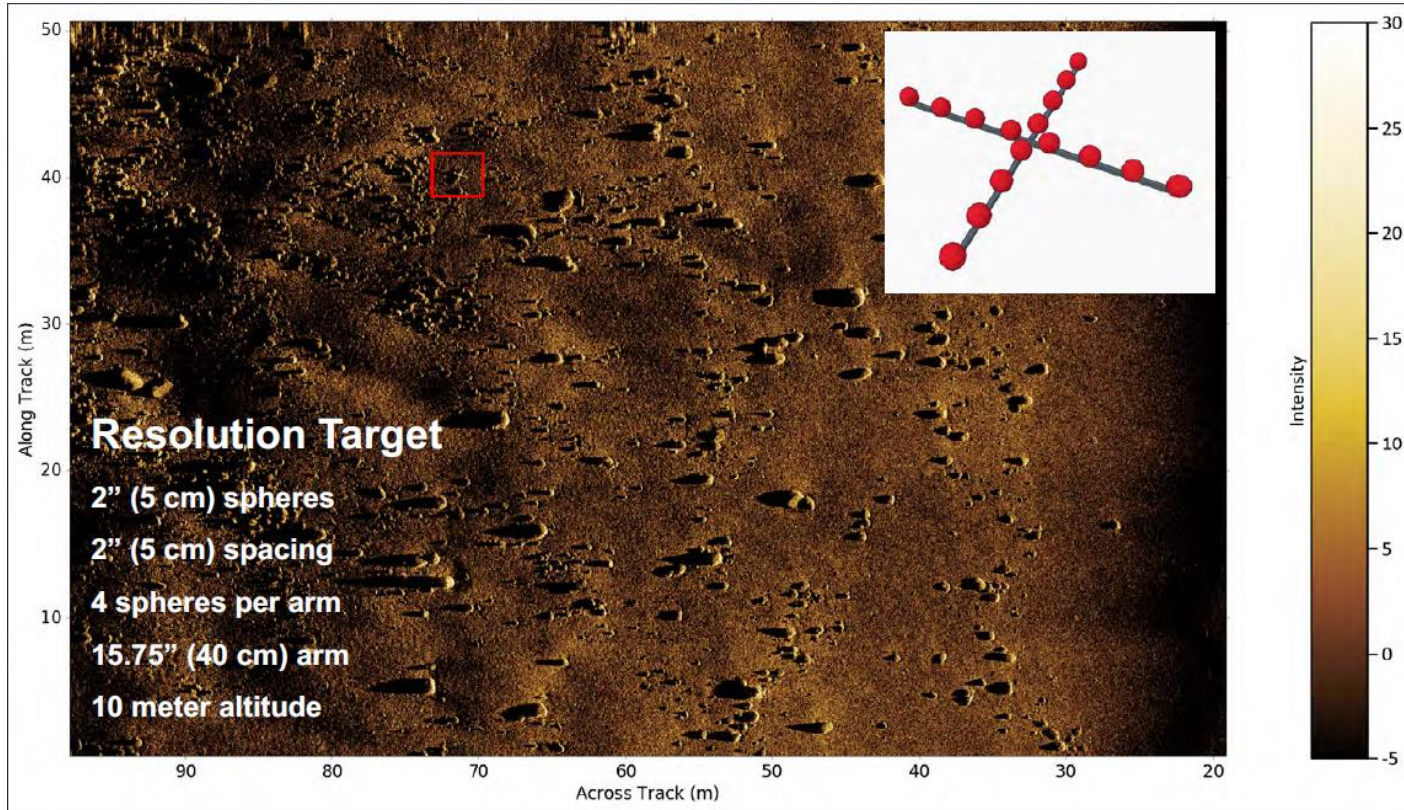 50
40
30
20
10
Along Track (m)
Resolution Target
2” (5 cm) spheres
2” (5 cm) spacing
4 spheres per arm
15.75” (40 cm) arm
10 meter altitude
90
80
70
60
50
40
30
20
Across Track (m)
30
25
20
15
10
5
0
-5
Intensity